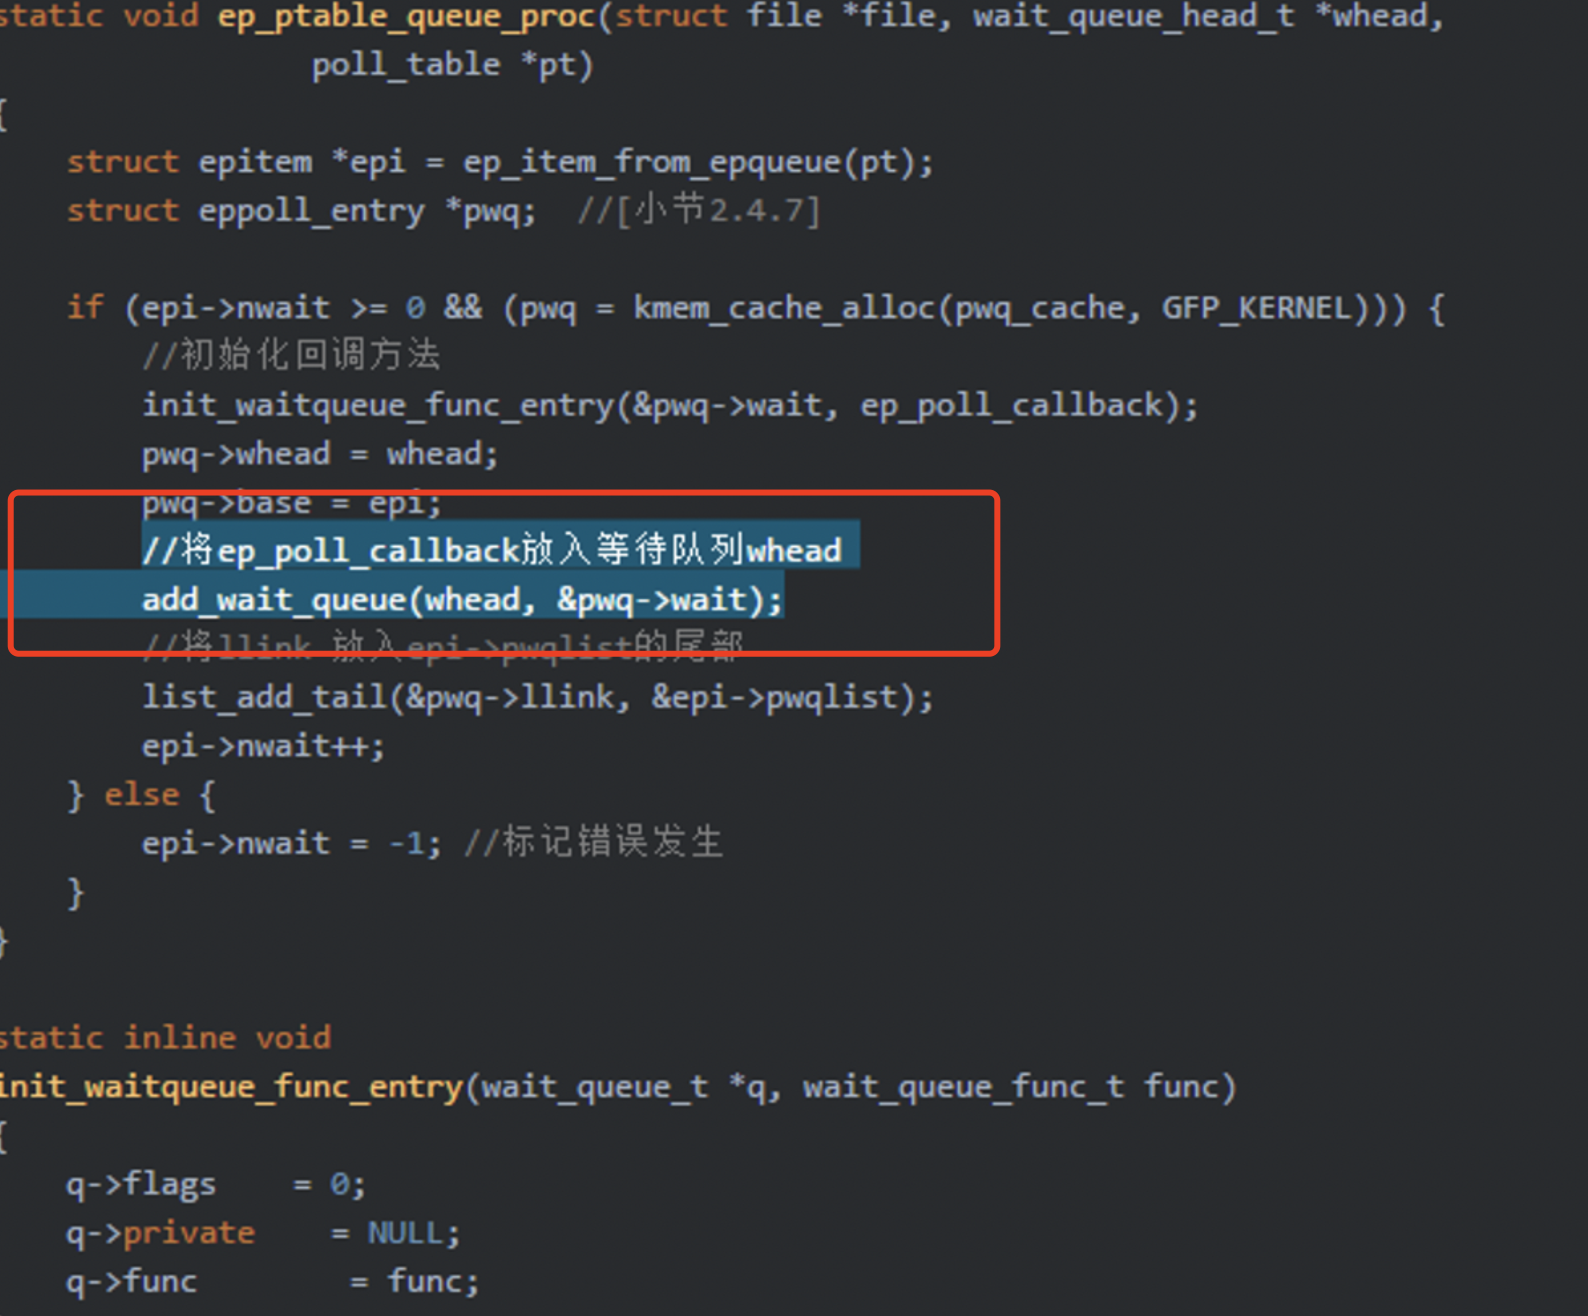 static void ep_ptable_queue_proc(struct file *file, wait_queue_head_t *whead,
poll_table *pt)
{
struct epitem *epi = ep_item_from_epqueue(pt);
struct eppoll_entry *pwq;  //[小节2.4.7]
if (epi->nwait >= 0 && (pwq = kmem_cache_alloc(pwq_cache, GFP_KERNEL))) {
//初始化回调方法
init_waitqueue_func_entry(&pwq->wait, ep_poll_callback);
pwq->whead = whead;
pwq->base = epi;
//将ep_poll_callback放入等待队列whead
add_wait_queue(whead, &pwq->wait);
//将llink 放入epi->pwqlist的尾部
list_add_tail(&pwq->llink, &epi->pwqlist);
epi->nwait++;
} else {
epi->nwait = -1; //标记错误发生
}
}
static inline void
init_waitqueue_func_entry(wait_queue_t *q, wait_queue_func_t func)
{
q->flags    = 0;
q->private    = NULL;
q->func        = func;